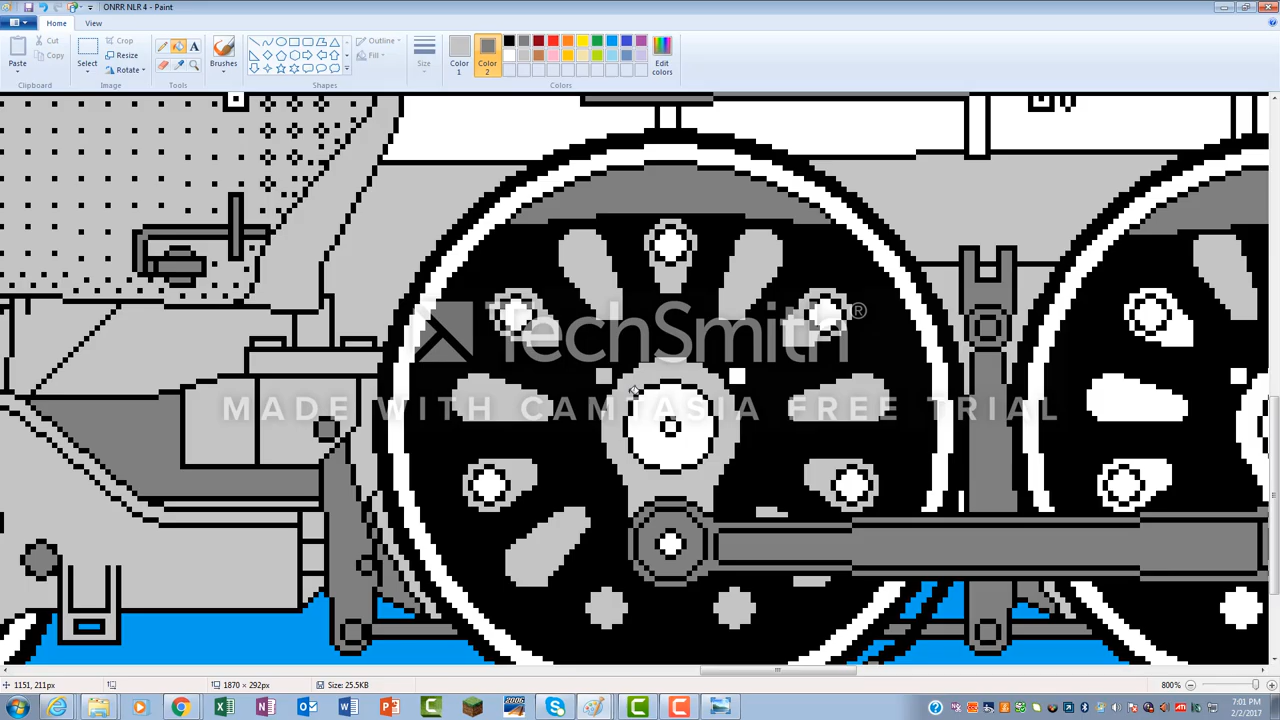 ONRR NLR 4 - Paint
Home
View
Paste
Cut
Copy
Clipboard
Select
Crop
Resize
Rotate
Image
A
Tools
Brushes
Shapes
Outline
Fill
Size
Color 1
Color 2
Edit colors
Colors
TechSmith®
MADE WITH CAMTASIA FREE TRIAL
1151, 211px
1870 × 292px
Size: 25.5KB
800%
2006
7:01 PM
2/2/2017